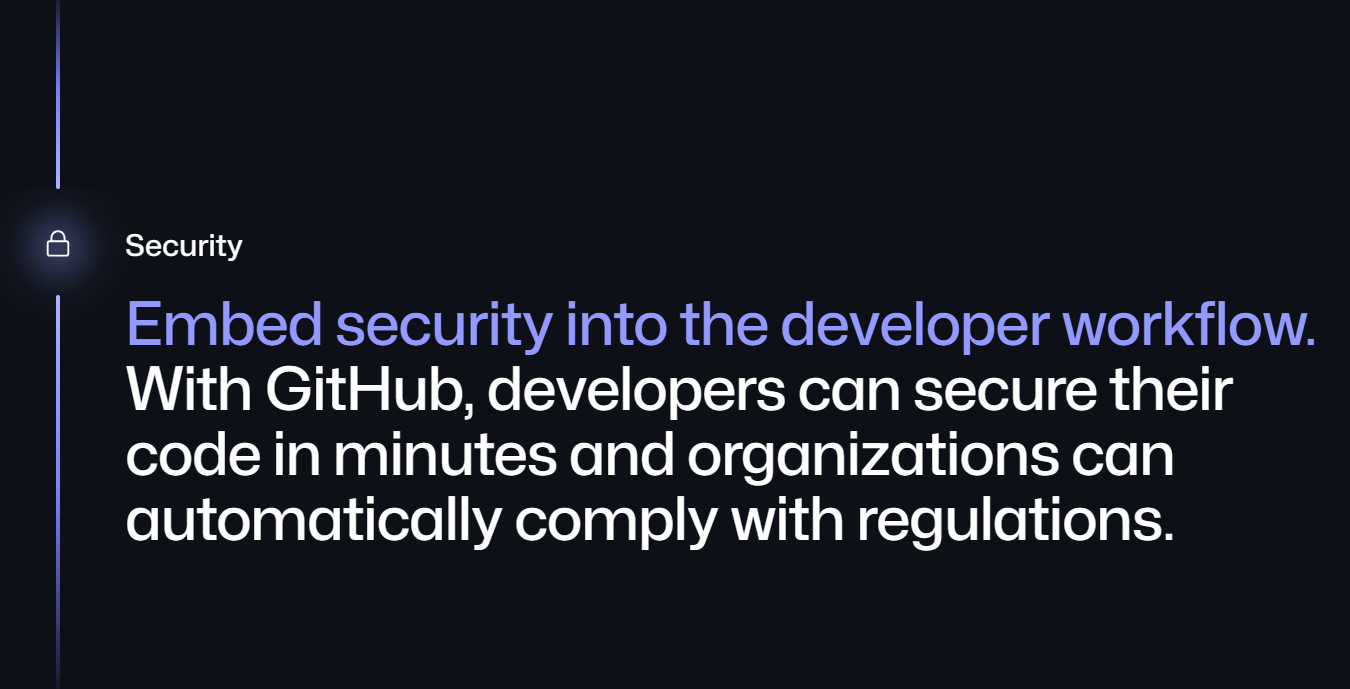 Security
Embed security into the developer workflow.
With GitHub, developers can secure their
code in minutes and organizations can
automatically comply with regulations.